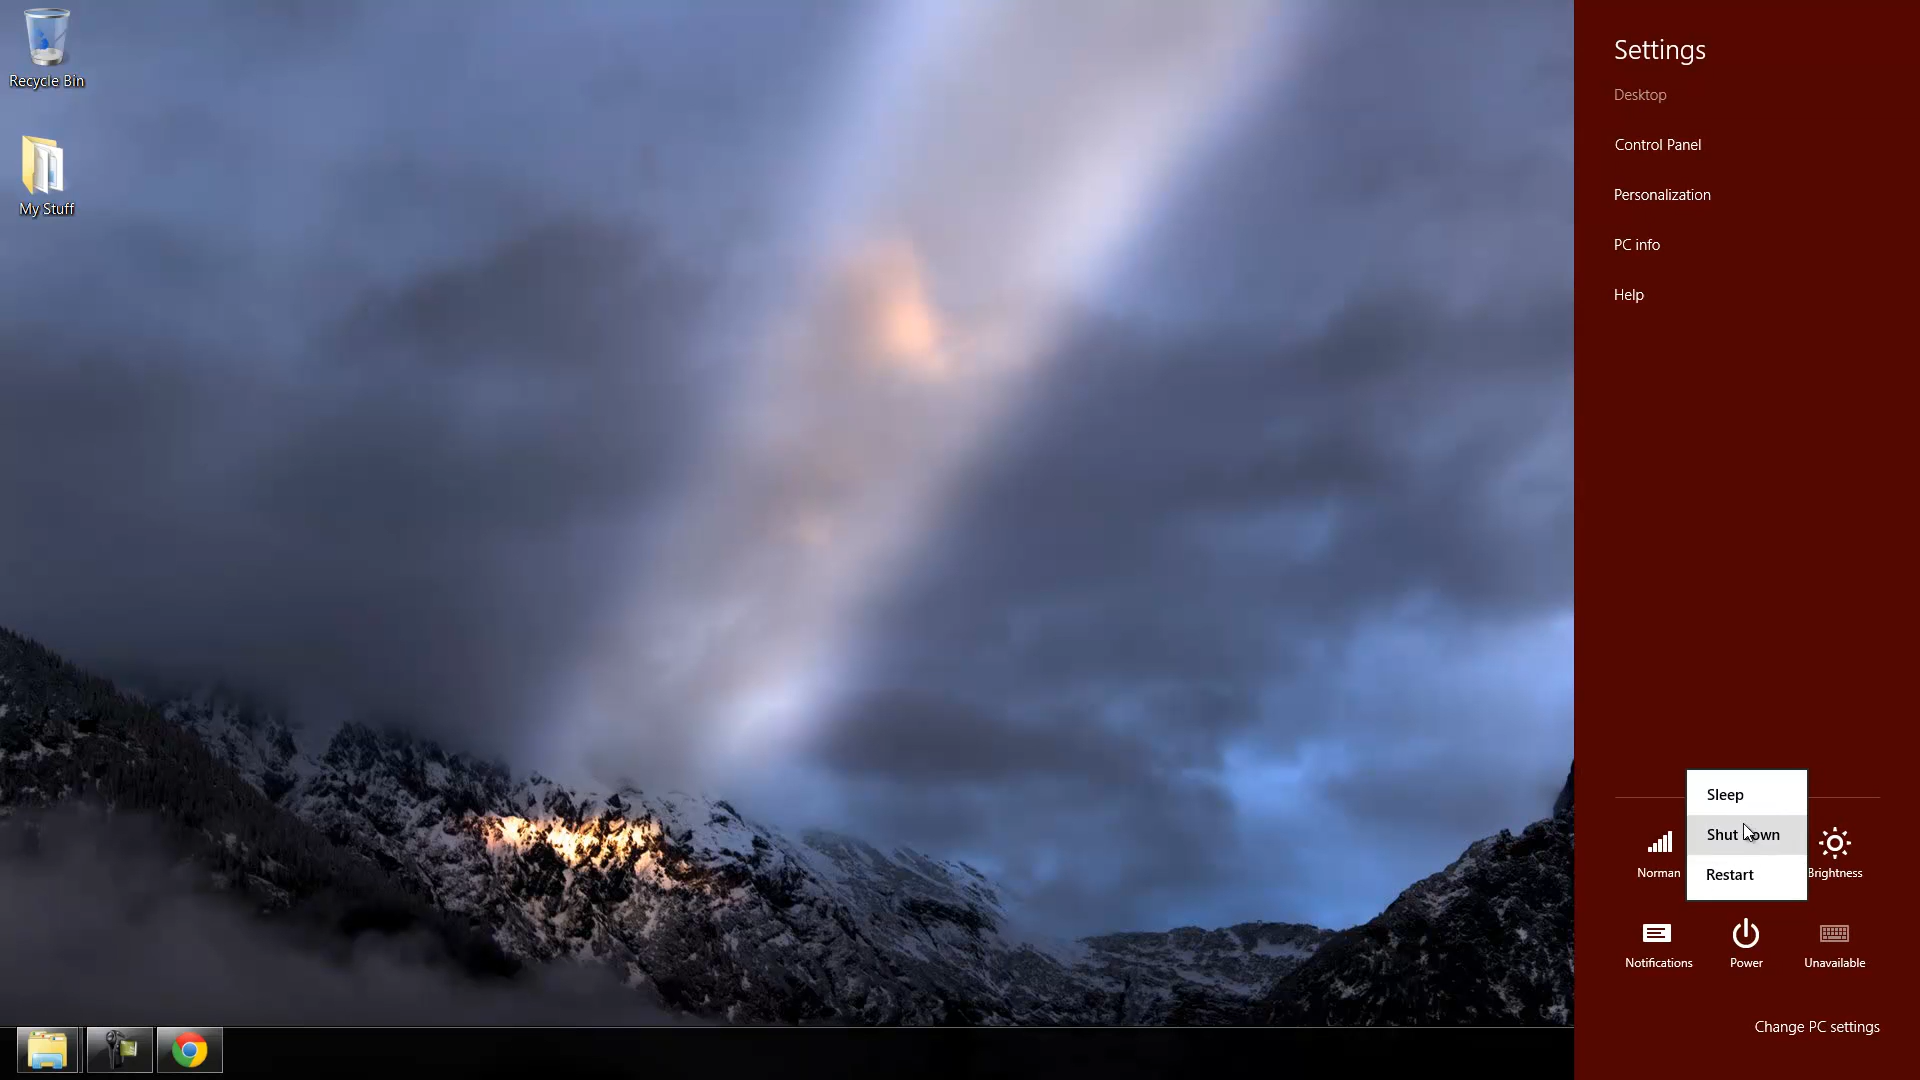 Recycle Bin
My Stuff
Settings
Desktop
Control Panel
Personalization
PC info
Help
Sleep
Shut down
Restart
Norman
Brightness
Notifications
Power
Unavailable
Change PC settings